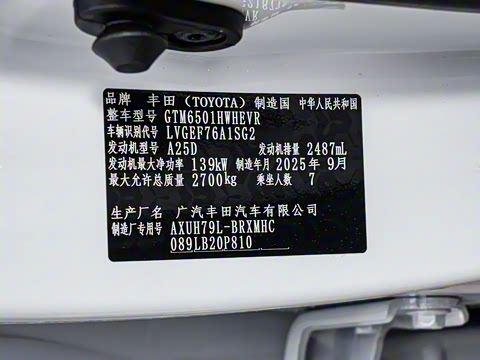 品牌 丰田(TOYOTA) 制造国 中华人民共和国
整车型号 GTM6501HWHEVR
车辆识别代号 LVGEF76A1SG2
发动机型号 A25D 发动机排量 2487mL
发动机最大净功率 139kW 制造年月 2025年9月
最大允许总质量 2700kg 乘坐人数 7
生产厂名 广汽丰田汽车有限公司
制造厂专用号 AXUH79L-BRXMHC
089LB20P810